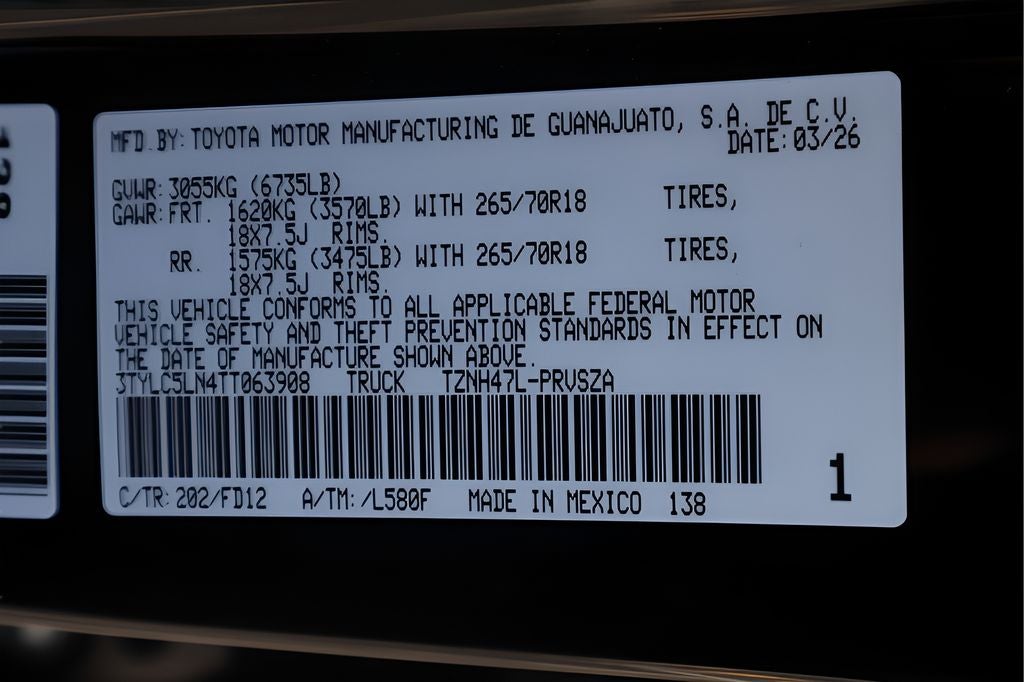 MFD.BY: TOYOTA MOTOR MANUFACTURING DE GUANAJUATO, S.A. DE C.V.
DATE: 03/26
GVWR: 3055KG (6735LB)
GAWR: FRT. 1620KG (3570LB) WITH 265/70R18 TIRES,
18X7.5J RIMS.
RR. 1575KG (3475LB) WITH 265/70R18 TIRES,
18X7.5J RIMS.
THIS VEHICLE CONFORMS TO ALL APPLICABLE FEDERAL MOTOR
VEHICLE SAFETY AND THEFT PREVENTION STANDARDS IN EFFECT ON
THE DATE OF MANUFACTURE SHOWN ABOVE.
3TYLC5LN4TT063908 TRUCK TZNH47L-PRVSZA
C/TR: 202/FD12 A/TM: /L580F MADE IN MEXICO 138
1